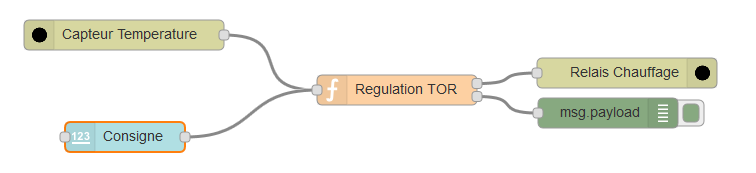 Capteur Temperature
Relais Chauffage
Regulation TOR
msg.payload
123 Consigne